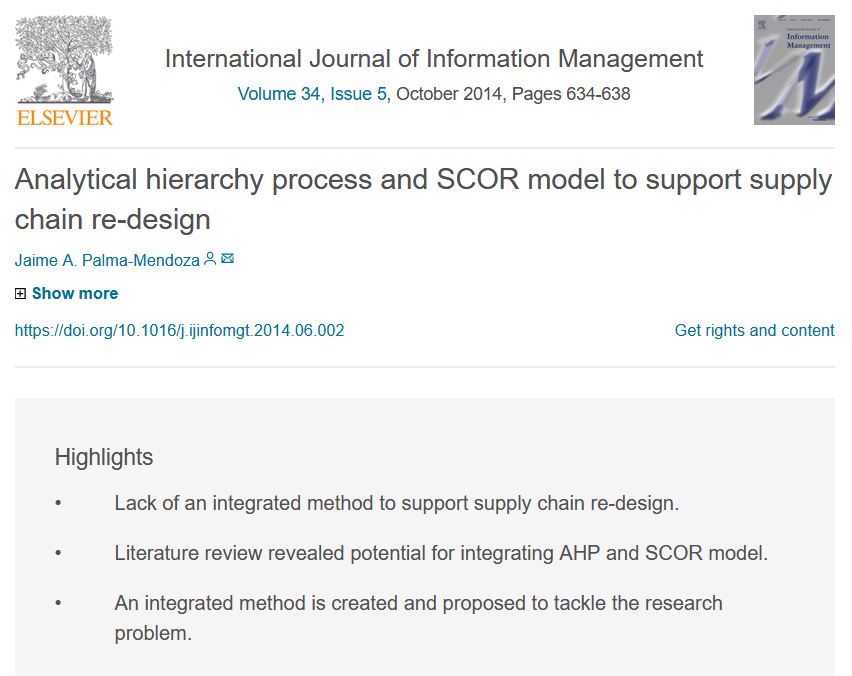 ELSEVIER
International Journal of Information Management
Volume 34, Issue 5, October 2014, Pages 634-638
Information
Management
Analytical hierarchy process and SCOR model to support supply
chain re-design
Jaime A. Palma-Mendoza
Show more
https://doi.org/10.1016/j.ijinfomgt.2014.06.002
Get rights and content
Highlights
• Lack of an integrated method to support supply chain re-design.
• Literature review revealed potential for integrating AHP and SCOR model.
• An integrated method is created and proposed to tackle the research
problem.